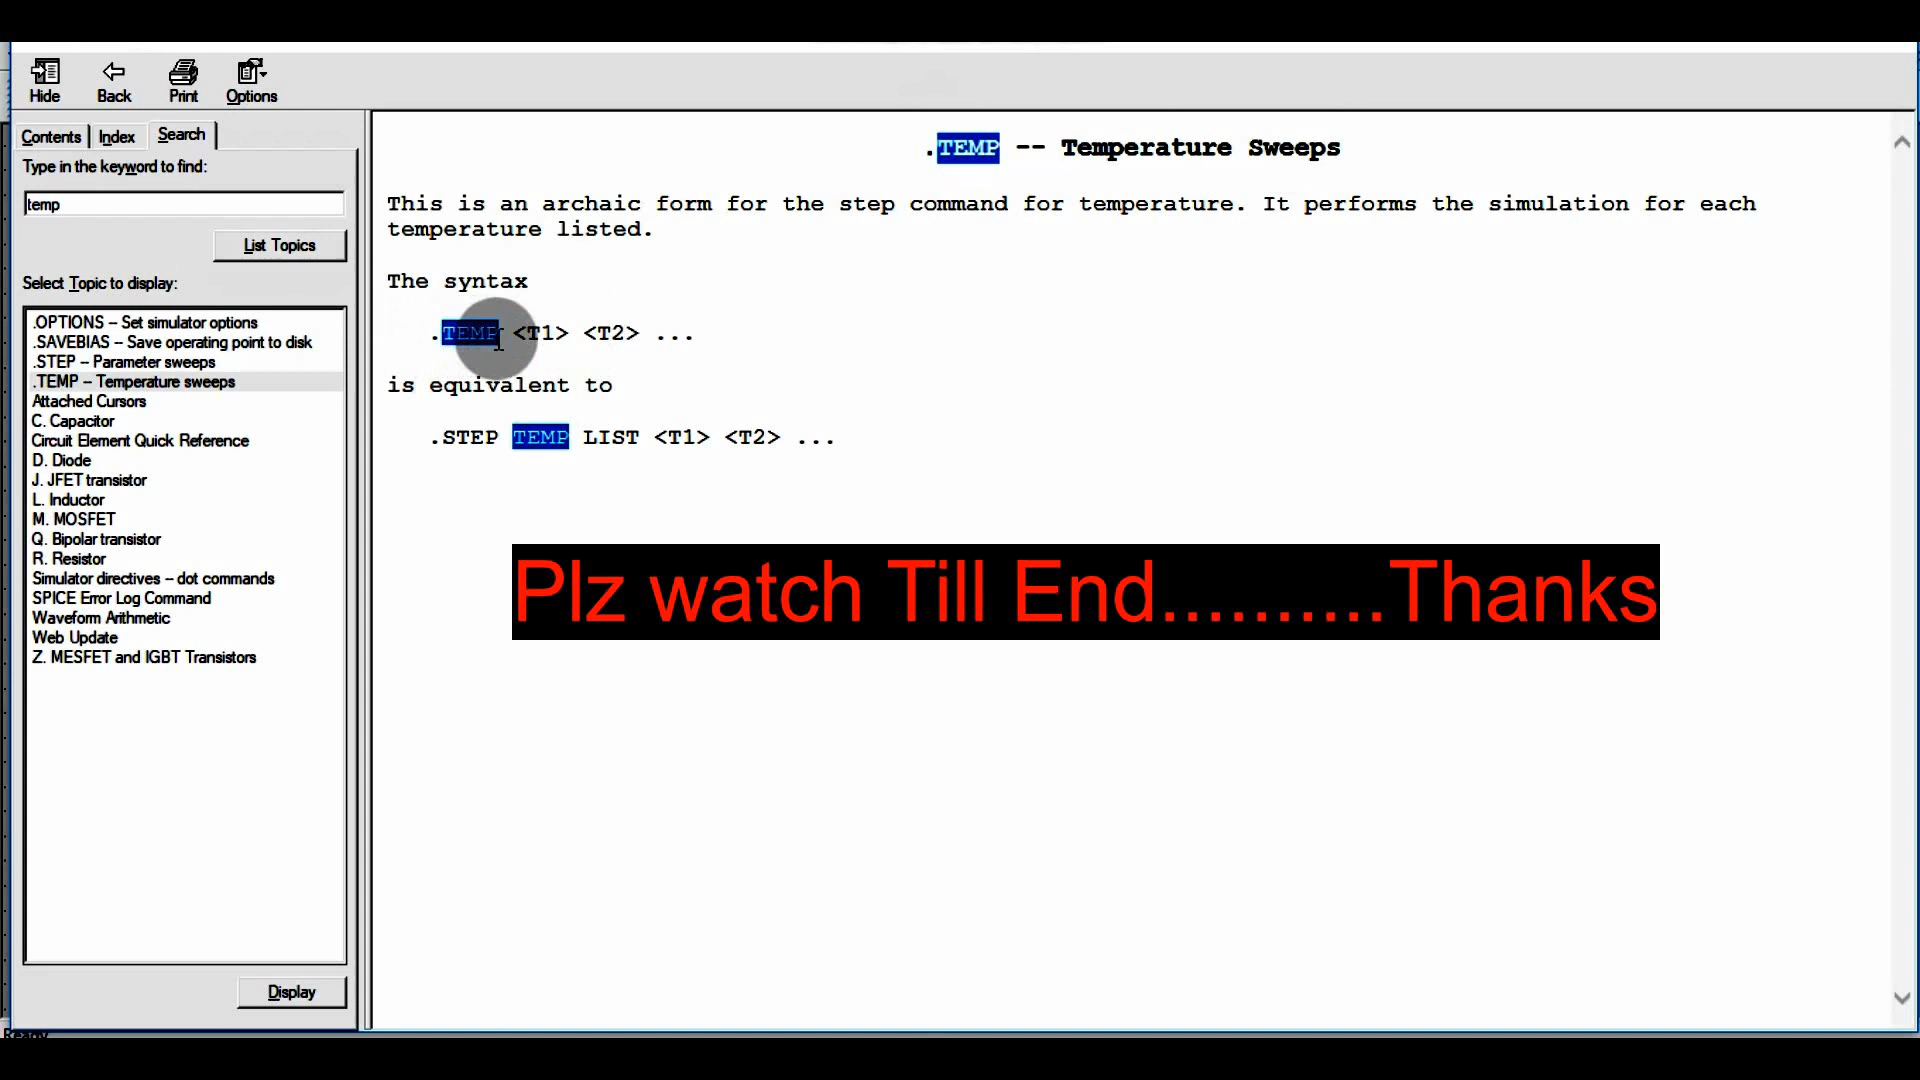 Hide Back Print Options
Contents Index Search
Type in the keyword to find:
temp
List Topics
Select Topic to display:
.OPTIONS -- Set simulator options
.SAVEBIAS -- Save operating point to disk
.STEP -- Parameter sweeps
.TEMP -- Temperature sweeps
Attached Cursors
C. Capacitor
Circuit Element Quick Reference
D. Diode
J. JFET transistor
L. Inductor
M. MOSFET
Q. Bipolar transistor
R. Resistor
Simulator directives -- dot commands
SPICE Error Log Command
Waveform Arithmetic
Web Update
Z. MESFET and IGBT Transistors
Display
Ready
.TEMP -- Temperature Sweeps
This is an archaic form for the step command for temperature. It performs the simulation for each
temperature listed.
The syntax
.TEMP <T1> <T2> ...
is equivalent to
.STEP TEMP LIST <T1> <T2> ...
Plz watch Till End..........Thanks